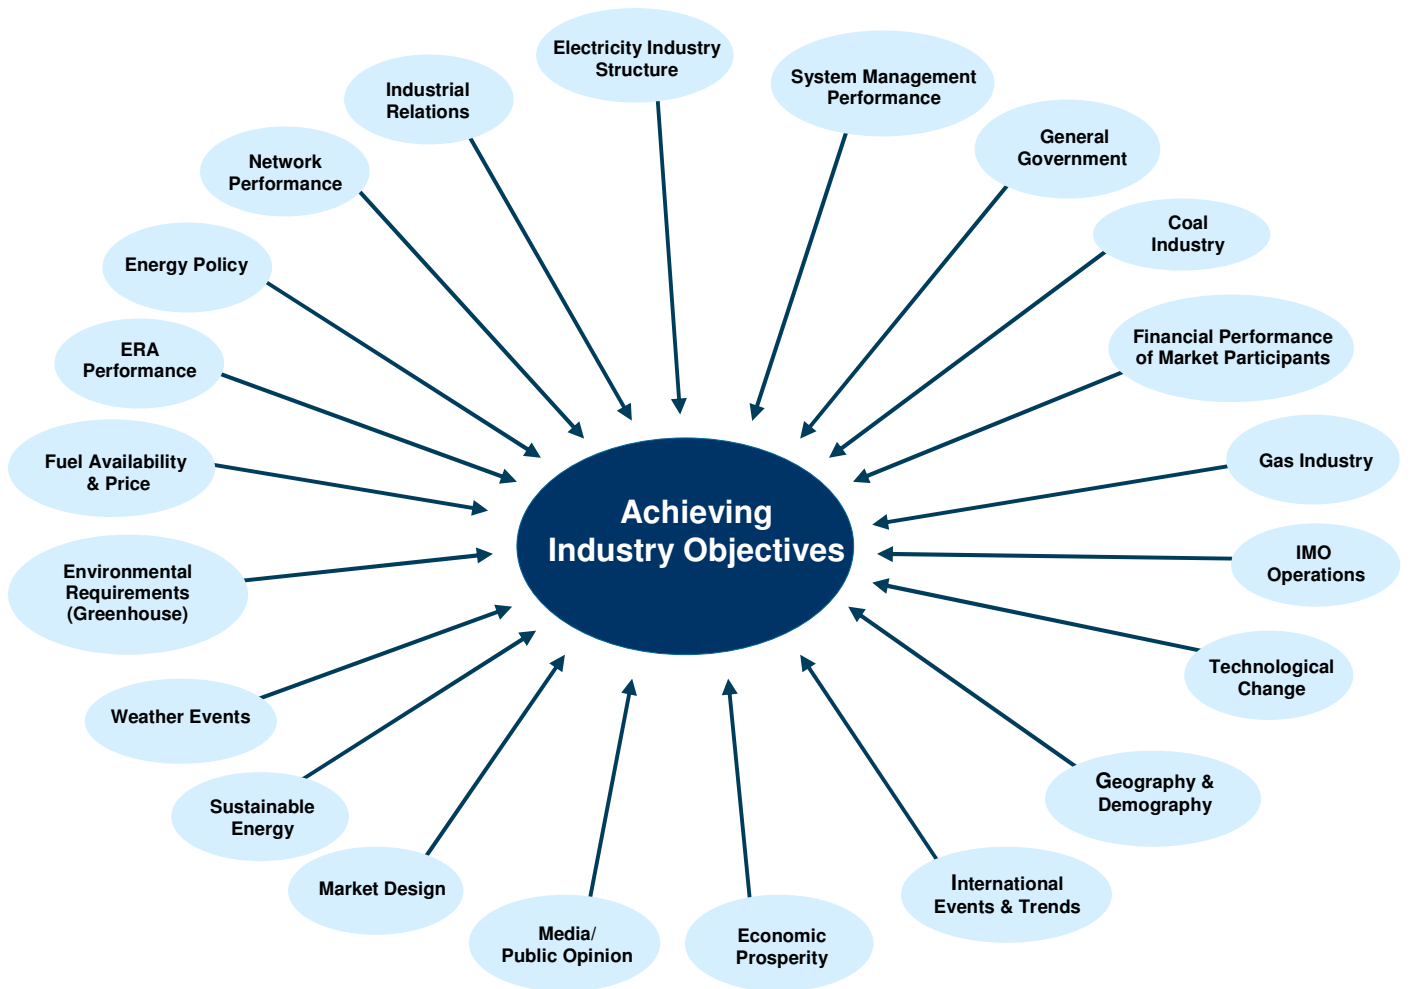 Electricity Industry
Structure
System Management
Performance
Industrial
Relations
General
Government
Network
Performance
Coal
Industry
Energy Policy
Financial Performance
of Market Participants
ERA
Performance
Fuel Availability
& Price
Gas Industry
Achieving
Industry Objectives
IMO
Operations
Environmental
Requirements
(Greenhouse)
Technological
Change
Weather Events
Geography &
Demography
Sustainable
Energy
Market Design
International
Events & Trends
Media/
Public Opinion
Economic
Prosperity